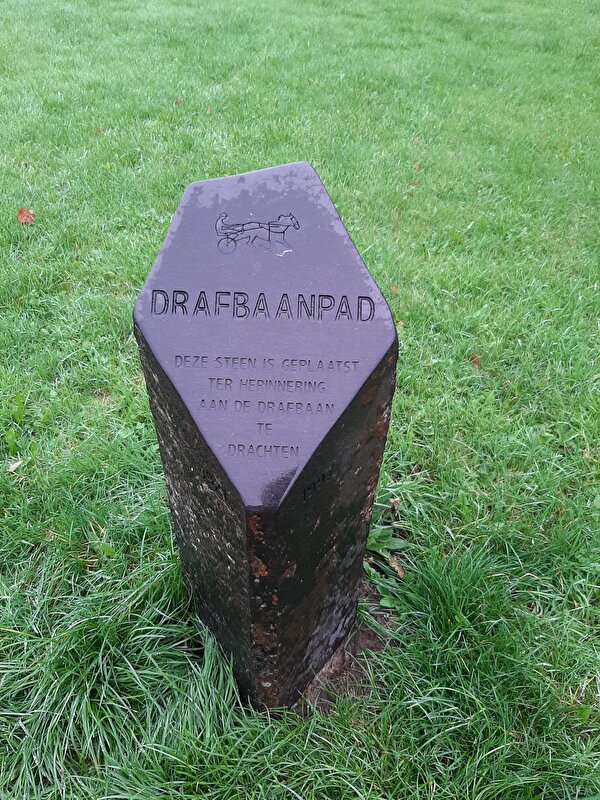 DRAFBAANPAD
DEZE STEEN IS GEPLAATST
TER HERINNERING
AAN DE DRAFBAAN
TE
DRACHTEN